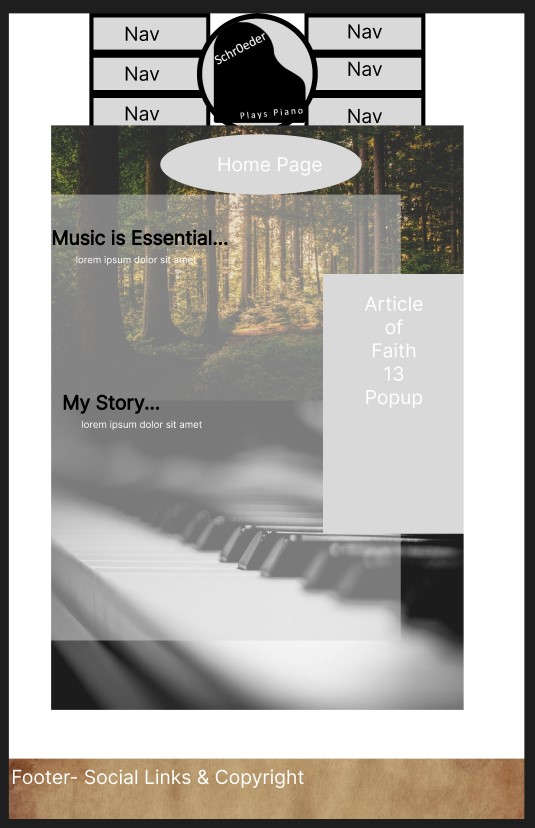 Nav
Nav
Nav
Nav
Nav
Nav
Schr0eder
Plays Piano
Home Page
Music is Essential...
lorem ipsum dolor sit amet
Article
of
Faith
13
Popup
My Story...
lorem ipsum dolor sit amet
Footer- Social Links & Copyright